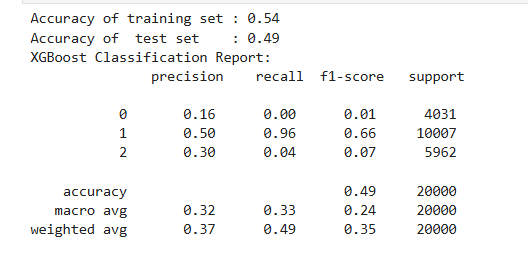 Accuracy of training set : 0.54
Accuracy of  test set    : 0.49
XGBoost Classification Report:
              precision    recall  f1-score   support

           0       0.16      0.00      0.01      4031
           1       0.50      0.96      0.66     10007
           2       0.30      0.04      0.07      5962

    accuracy                           0.49     20000
   macro avg       0.32      0.33      0.24     20000
weighted avg       0.37      0.49      0.35     20000